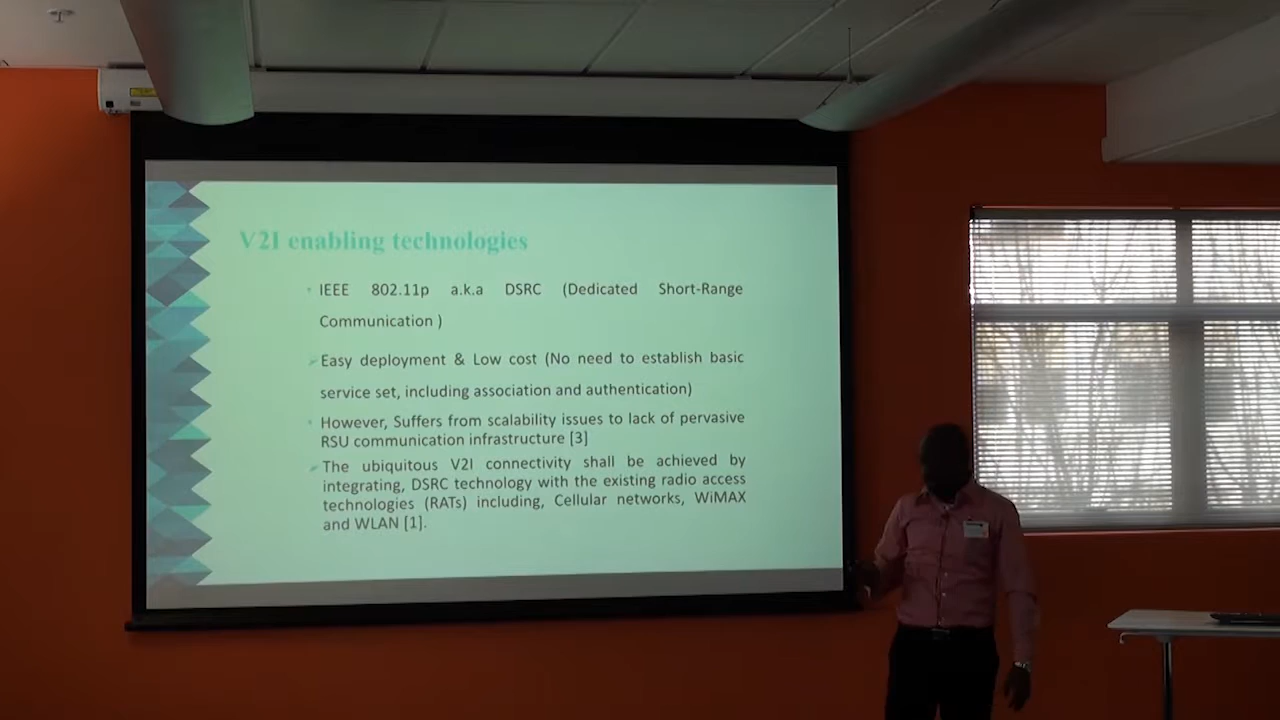 V2I enabling technologies
IEEE 802.11p a.k.a DSRC (Dedicated Short-Range
Communication )
Easy deployment & Low cost (No need to establish basic
service set, including association and authentication)
However, Suffers from scalability issues to lack of pervasive
RSU communication infrastructure [3]
The ubiquitous V2I connectivity shall be achieved by
integrating, DSRC technology with the existing radio access
technologies (RATs) including, Cellular networks, WiMAX
and WLAN [1].